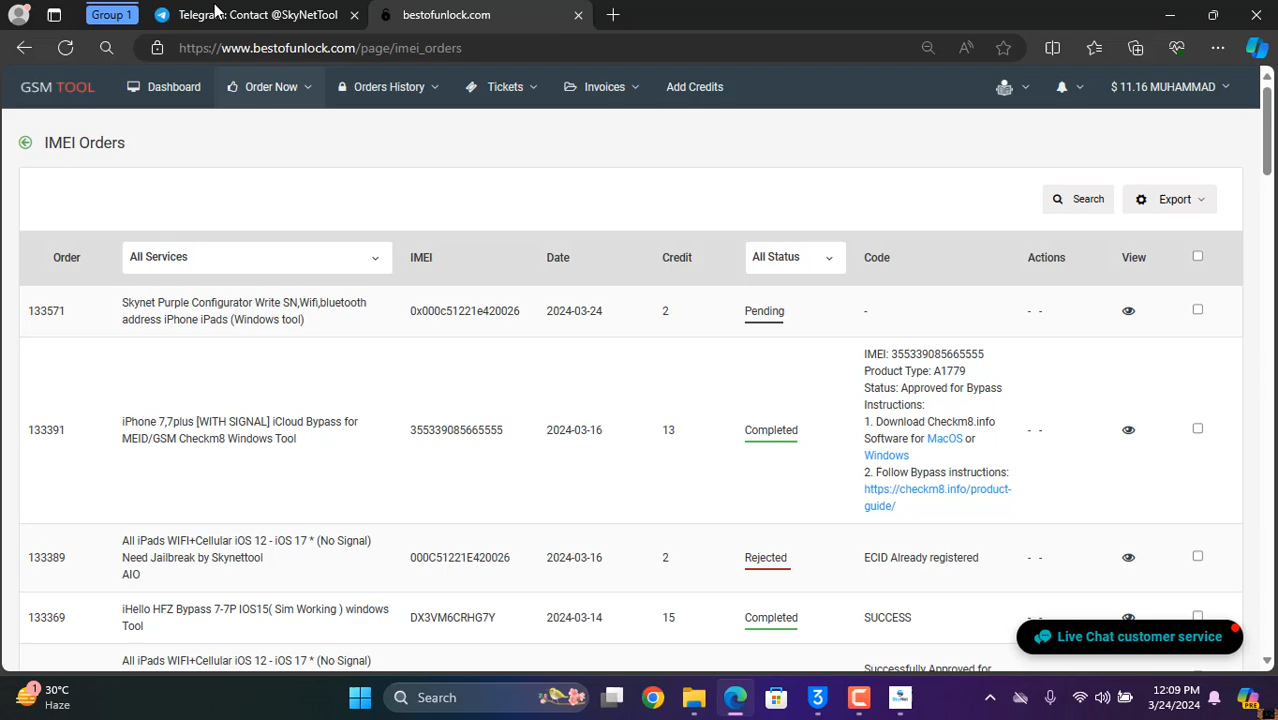 Group 1
Telegram: Contact @SkyNetTool
bestofunlock.com
https://www.bestofunlock.com/page/imei_orders
GSM TOOL
Dashboard
Order Now
Orders History
Tickets
Invoices
Add Credits
$ 11.16 MUHAMMAD
IMEI Orders
Search
Export
Order
All Services
IMEI
Date
Credit
All Status
Code
Actions
View
133571
Skynet Purple Configurator Write SN,Wifi,bluetooth
address iPhone iPads (Windows tool)
0x000c51221e420026
2024-03-24
2
Pending
-
- -
133391
iPhone 7,7plus [WITH SIGNAL] iCloud Bypass for
MEID/GSM Checkm8 Windows Tool
355339085665555
2024-03-16
13
Completed
IMEI: 355339085665555
Product Type: A1779
Status: Approved for Bypass
Instructions:
1. Download Checkm8.info
Software for MacOS or
Windows
2. Follow Bypass instructions:
https://checkm8.info/product-
guide/
- -
133389
All iPads WIFI+Cellular iOS 12 - iOS 17 * (No Signal)
Need Jailbreak by Skynettool
AIO
000C51221E420026
2024-03-16
2
Rejected
ECID Already registered
- -
133369
iHello HFZ Bypass 7-7P IOS15( Sim Working ) windows
Tool
DX3VM6CRHG7Y
2024-03-14
15
Completed
SUCCESS
- -
All iPads WIFI+Cellular iOS 12 - iOS 17 * (No Signal)
Successfully Approved for
Live Chat customer service
1
30°C
Haze
Search
3
12:09 PM
3/24/2024
PRE